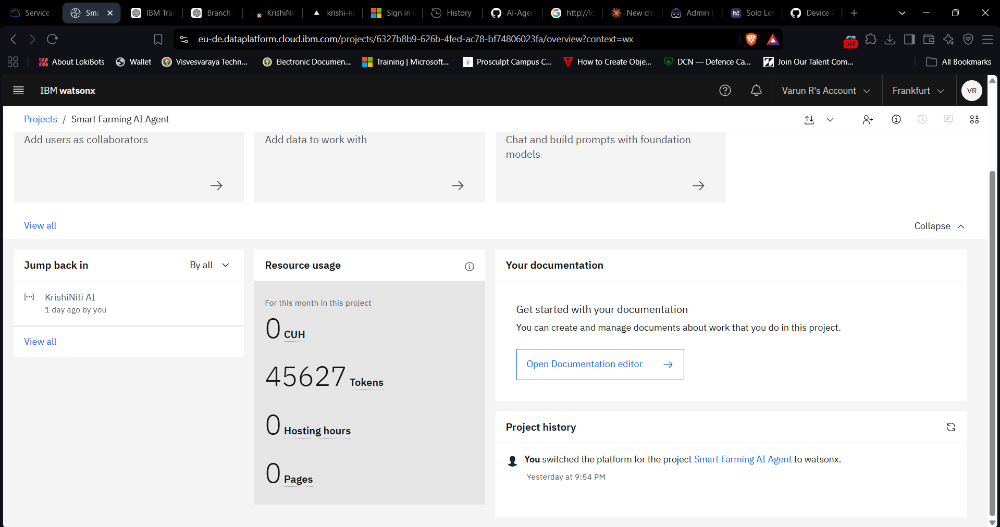 Service
Sma
IBM Tra
Branch
KrishiNi
krishi-ni
Sign in
History
AI-Agen
http://lo
New cha
Admin
Solo Lev
Device
eu-de.dataplatform.cloud.ibm.com/projects/6327b8b9-626b-4fed-ac78-bf74806023fa/overview?context=wx
OFF
About LokiBots
Wallet
Visvesvaraya Techn...
Electronic Documen...
Training | Microsoft...
Prosculpt Campus C...
How to Create Obje...
DCN — Defence Ca...
Join Our Talent Com...
All Bookmarks
IBM watsonx
Varun R's Account
Frankfurt
VR
Projects / Smart Farming AI Agent
Add users as collaborators
Add data to work with
Chat and build prompts with foundation
models
View all
Collapse
Jump back in
By all
KrishiNiti AI
1 day ago by you
View all
Resource usage
For this month in this project
0 CUH
45627 Tokens
0 Hosting hours
0 Pages
Your documentation
Get started with your documentation
You can create and manage documents about work that you do in this project.
Open Documentation editor
Project history
You switched the platform for the project Smart Farming AI Agent to watsonx.
Yesterday at 9:54 PM